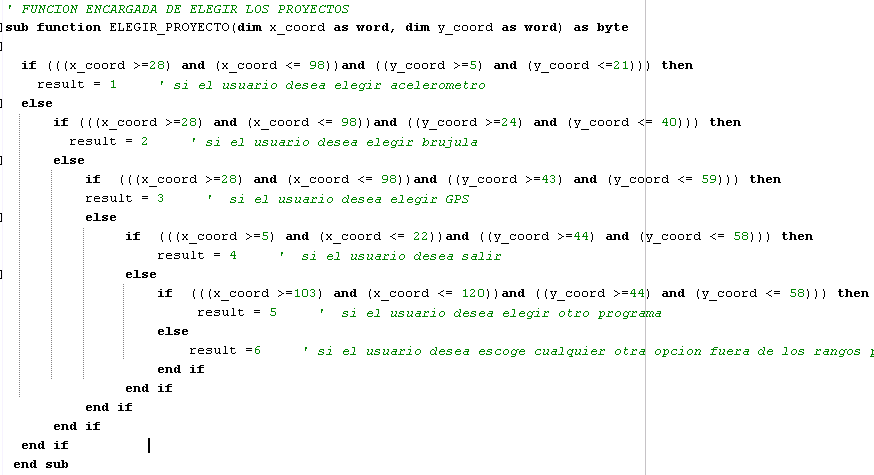 ' FUNCION ENCARGADA DE ELEGIR LOS PROYECTOS
sub function ELEGIR_PROYECTO(dim x_coord as word, dim y_coord as word) as byte
if (((x_coord >=28) and (x_coord <= 98))and ((y_coord >=5) and (y_coord <=21))) then
result = 1 ' si el usuario desea elegir acelerometro
else
if (((x_coord >=28) and (x_coord <= 98))and ((y_coord >=24) and (y_coord <= 40))) then
result = 2 ' si el usuario desea elegir brujula
else
if (((x_coord >=28) and (x_coord <= 98))and ((y_coord >=43) and (y_coord <= 59))) then
result = 3 ' si el usuario desea elegir GPS
else
if (((x_coord >=5) and (x_coord <= 22))and ((y_coord >=44) and (y_coord <= 58))) then
result = 4 ' si el usuario desea salir
else
if (((x_coord >=103) and (x_coord <= 120))and ((y_coord >=44) and (y_coord <= 58))) then
result = 5 ' si el usuario desea elegir otro programa
else
result =6 ' si el usuario desea escoge cualquier otra opcion fuera de los rangos p
end if
end if
end if
end if
end if
end sub